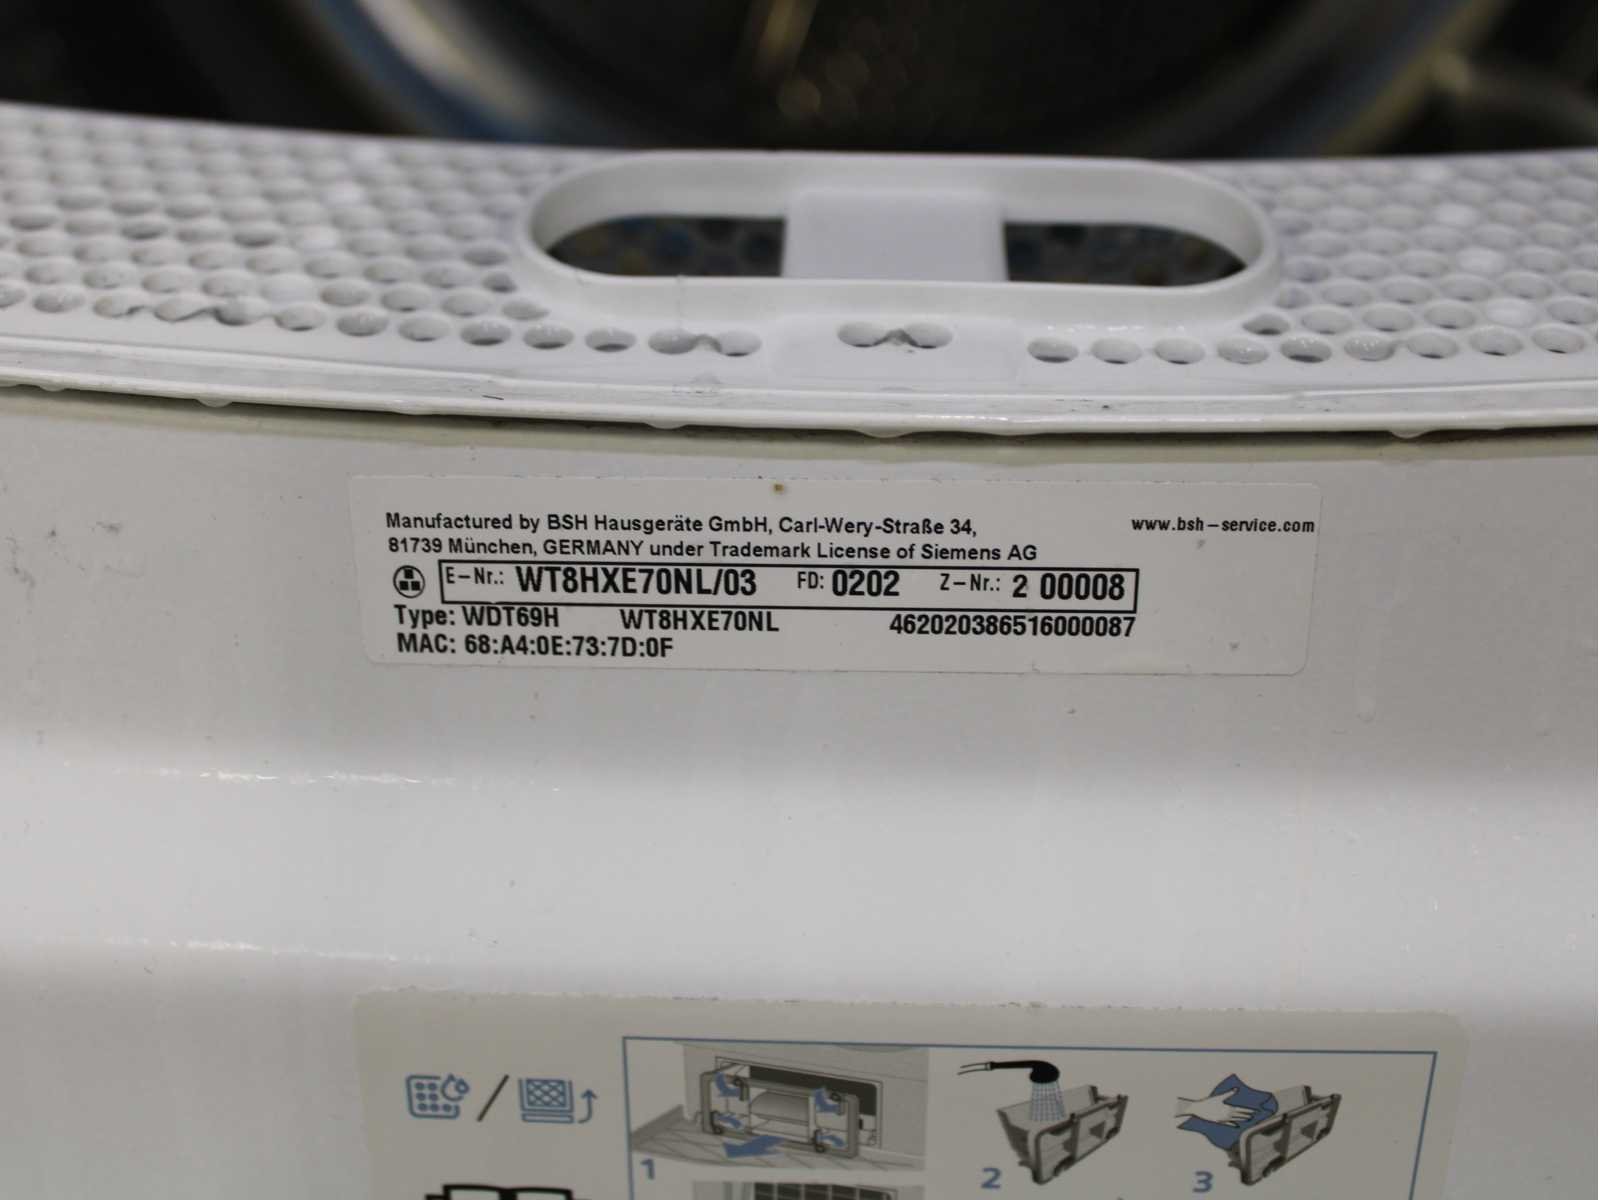 Manufactured by BSH Hausgeräte GmbH, Carl-Wery-Straße 34, www.bsh-service.com
81739 München, GERMANY under Trademark License of Siemens AG
E-Nr.: WT8HXE70NL/03 FD: 0202 Z-Nr.: 2 00008
Type: WDT69H WT8HXE70NL 462020386516000087
MAC: 68:A4:0E:73:7D:0F
1 2 3